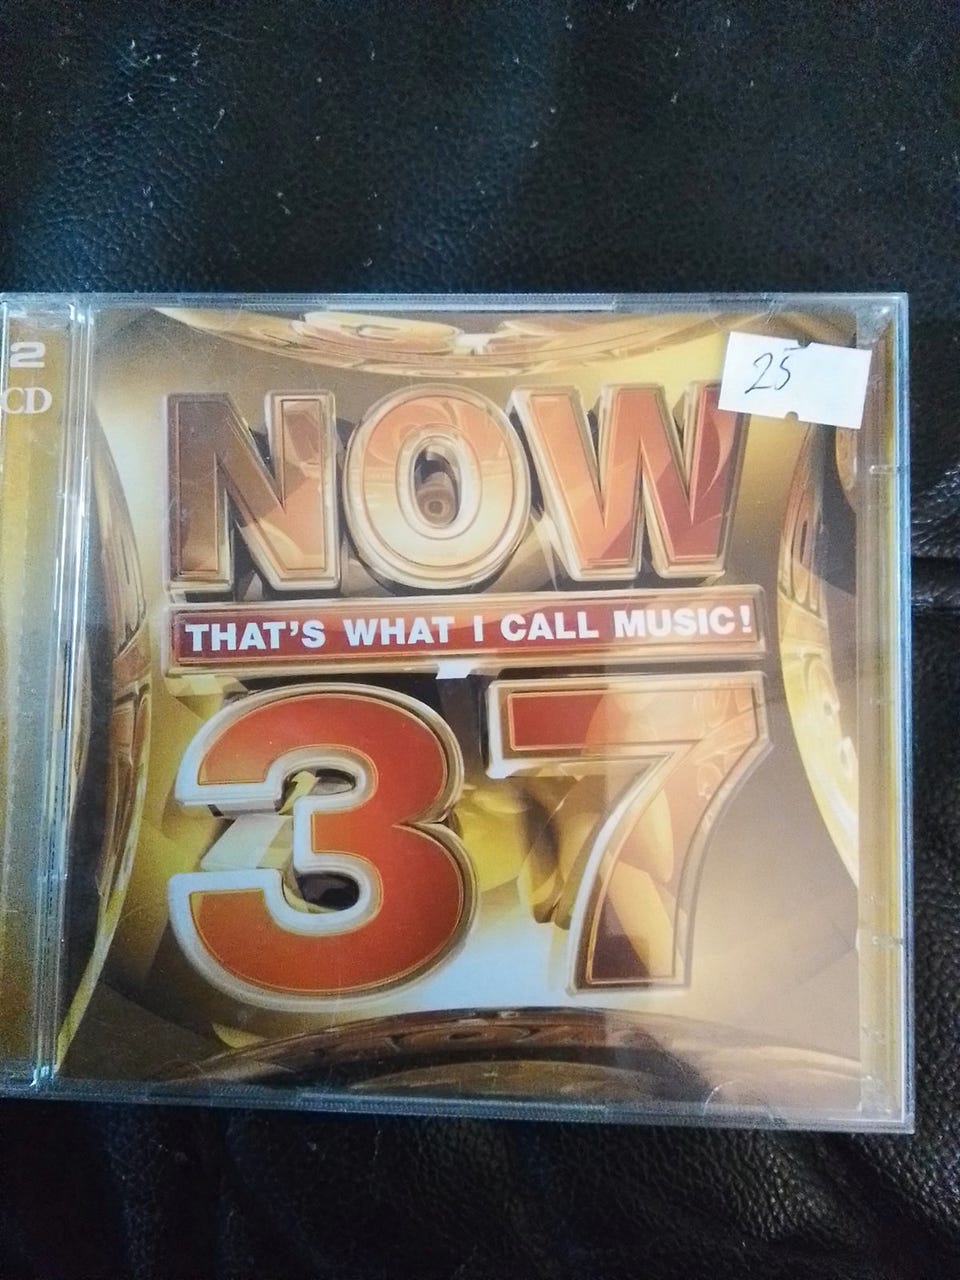 2
CD
25
NOW
THAT'S WHAT I CALL MUSIC!
37